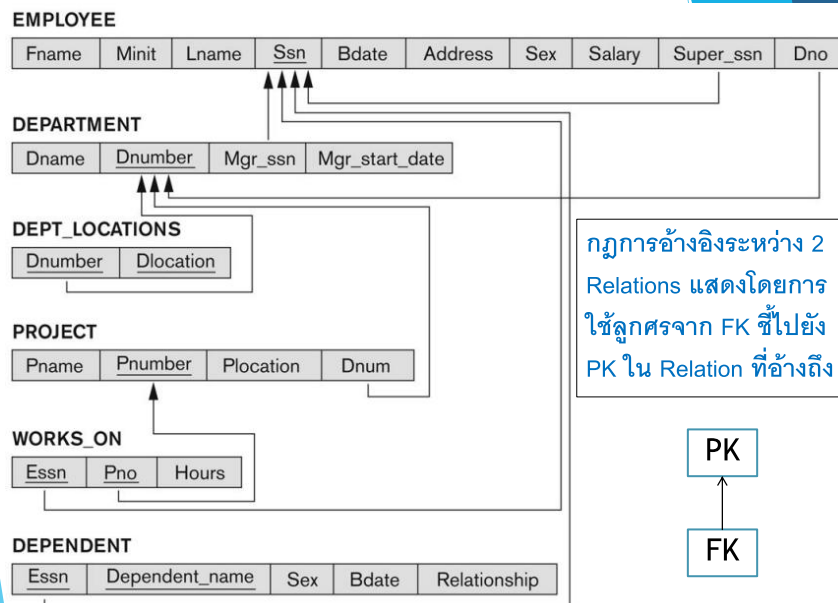 EMPLOYEE
Fname Minit Lname Ssn Bdate Address Sex Salary Super_ssn Dno
DEPARTMENT
Dname Dnumber Mgr_ssn Mgr_start_date
DEPT_LOCATIONS
Dnumber Dlocation
กฎการอ้างอิงระหว่าง 2
Relations แสดงโดยการ
ใช้ลูกศรจาก FK ชี้ไปยัง
PK ใน Relation ที่อ้างถึง
PROJECT
Pname Pnumber Plocation Dnum
WORKS_ON
Essn Pno Hours
PK
FK
DEPENDENT
Essn Dependent_name Sex Bdate Relationship